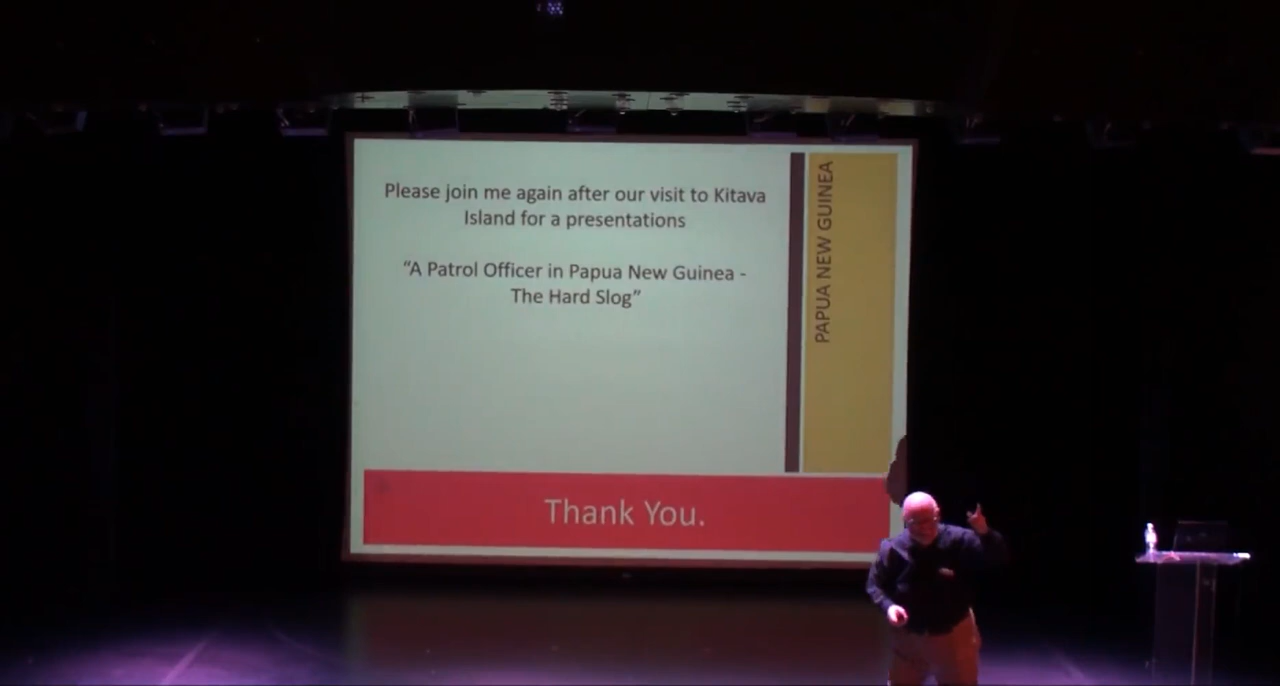 Please join me again after our visit to Kitava
Island for a presentations
“A Patrol Officer in Papua New Guinea -
The Hard Slog”
PAPUA NEW GUINEA
Thank You.